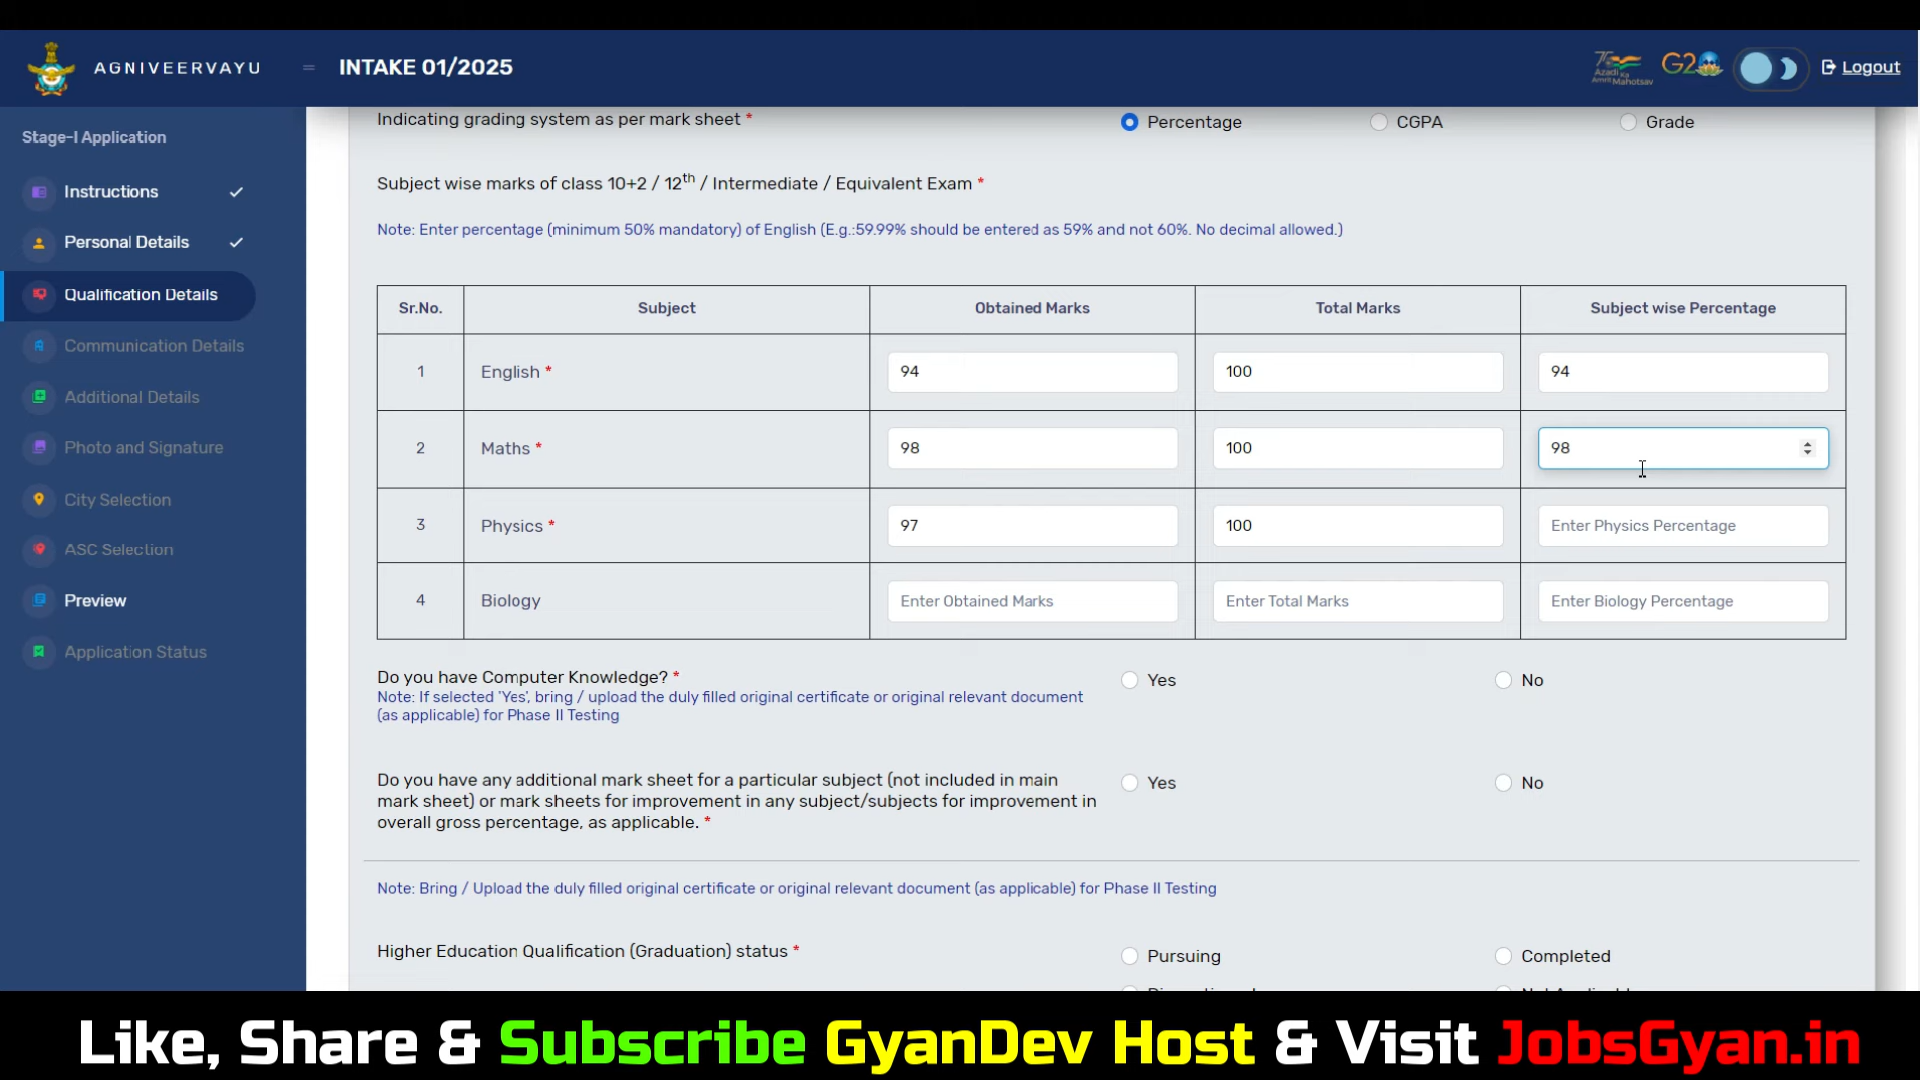 AGNIVEERVAYU
INTAKE 01/2025
Azadi Ka Amrit Mahotsav
G20
Logout
Stage-I Application
Instructions
Personal Details
Qualification Details
Communication Details
Additional Details
Photo and Signature
City Selection
ASC Selection
Preview
Application Status
Indicating grading system as per mark sheet *
Percentage
CGPA
Grade
Subject wise marks of class 10+2 / 12th / Intermediate / Equivalent Exam *
Note: Enter percentage (minimum 50% mandatory) of English (E.g.:59.99% should be entered as 59% and not 60%. No decimal allowed.)
Sr.No. Subject Obtained Marks Total Marks Subject wise Percentage
1 English * 94 100 94
2 Maths * 98 100 98
3 Physics * 97 100 Enter Physics Percentage
4 Biology Enter Obtained Marks Enter Total Marks Enter Biology Percentage
Do you have Computer Knowledge? *
Yes
No
Note: If selected 'Yes', bring / upload the duly filled original certificate or original relevant document
(as applicable) for Phase II Testing
Do you have any additional mark sheet for a particular subject (not included in main
mark sheet) or mark sheets for improvement in any subject/subjects for improvement in
overall gross percentage, as applicable. *
Yes
No
Note: Bring / Upload the duly filled original certificate or original relevant document (as applicable) for Phase II Testing
Higher Education Qualification (Graduation) status *
Pursuing
Completed
Like, Share & Subscribe GyanDev Host & Visit JobsGyan.in